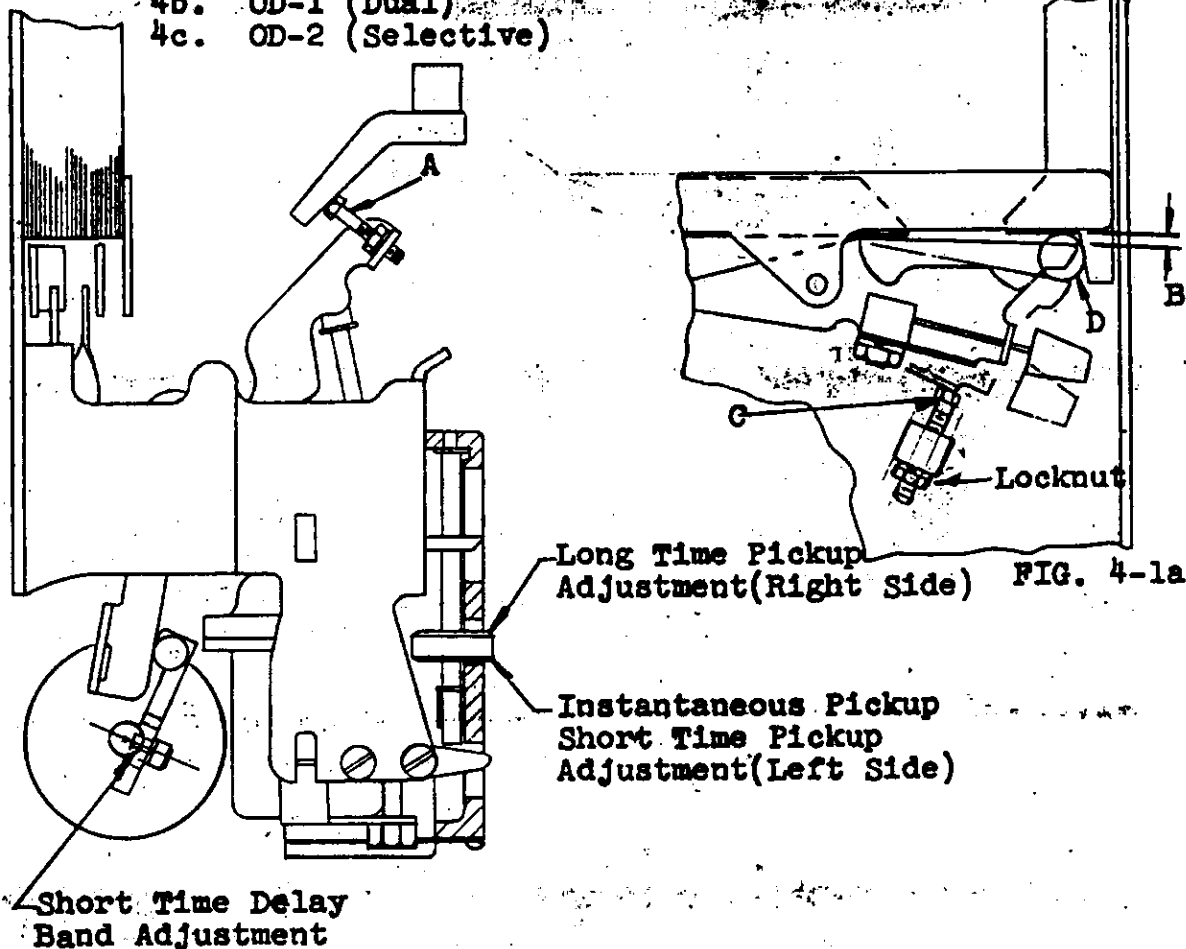 4b. OD-1 (Dual)
4c. OD-2 (Selective)
A
B
D
C
Locknut
Long Time Pickup
Adjustment(Right Side)
FIG. 4-1a
Instantaneous Pickup
Short Time Pickup
Adjustment(Left Side)
Short Time Delay
Band Adjustment